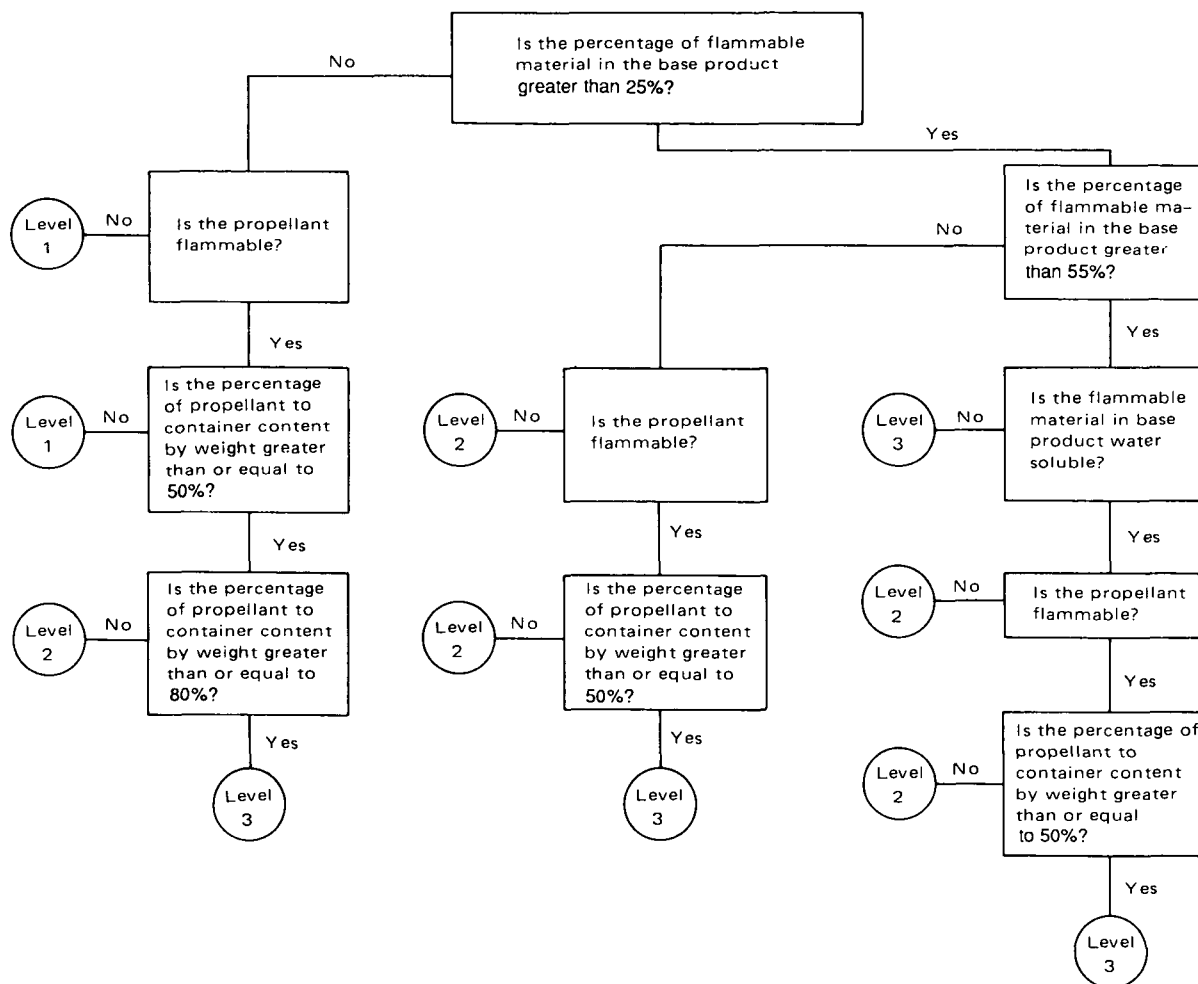 Is the percentage of flammable
material in the base product
greater than 25%?
No
Yes
Level
1
No
Is the propellant
flammable?
Is the percentage
of flammable ma–
terial in the base
product greater
than 55%?
No
Yes
Yes
Level
1
No
Is the percentage
of propellant to
container content
by weight greater
than or equal to
50%?
Level
2
No
Is the propellant
flammable?
Level
3
No
Is the flammable
material in base
product water
soluble?
Yes
Yes
Yes
Level
2
No
Is the percentage
of propellant to
container content
by weight greater
than or equal to
80%?
Level
2
No
Is the percentage
of propellant to
container content
by weight greater
than or equal to
50%?
Level
2
No
Is the propellant
flammable?
Yes
Yes
Yes
Level
3
Level
3
Level
2
No
Is the percentage of
propellant to
container content
by weight greater
than or equal
to 50%?
Yes
Level
3